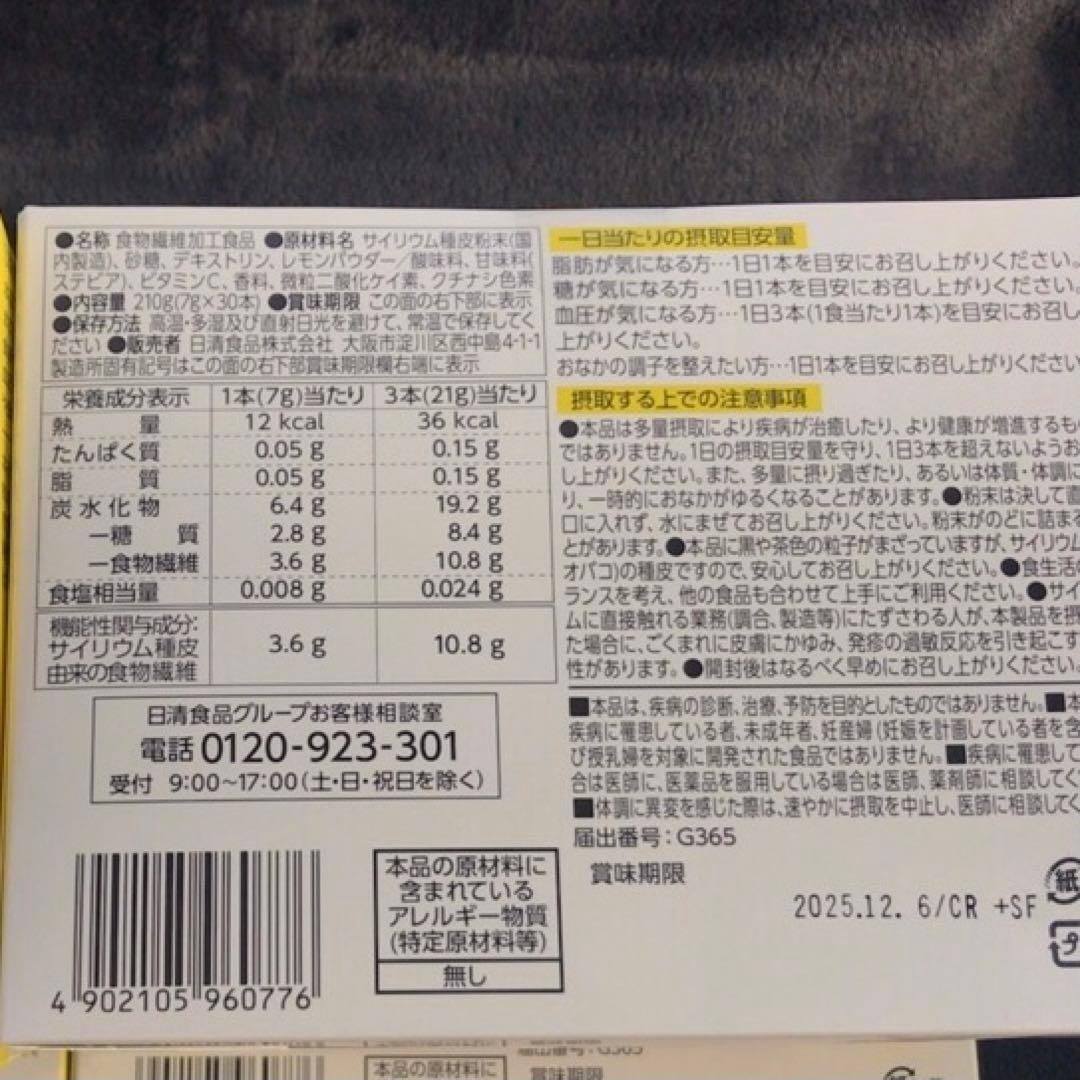 ●名称 食物繊維加工食品 ●原材料名 サイリウム種皮粉末(国
内製造)、砂糖、デキストリン、レモンパウダー/酸味料、甘味料(
ステビア)、ビタミンC、香料、微粒二酸化ケイ素、クチナシ色素
●内容量 210g(7g×30本) ●賞味期限 この面の右下部に表示
●保存方法 高温・多湿及び直射日光を避けて、常温で保存してく
ださい ●販売者 日清食品株式会社 大阪市淀川区西中島4-1-1
製造所固有記号はこの面の右下部賞味期限欄右端に表示
栄養成分表示 1本(7g)当たり 3本(21g)当たり
熱量 12 kcal 36 kcal
たんぱく質 0.05 g 0.15 g
脂質 0.05 g 0.15 g
炭水化物 6.4 g 19.2 g
－糖質 2.8 g 8.4 g
－食物繊維 3.6 g 10.8 g
食塩相当量 0.008 g 0.024 g
機能性関与成分:
サイリウム種皮 3.6 g 10.8 g
由来の食物繊維
日清食品グループお客様相談室
電話 0120-923-301
受付 9:00～17:00(土・日・祝日を除く)
4 902105 960776
本品の原材料に
含まれている
アレルギー物質
(特定原材料等)
無し
一日当たりの摂取目安量
脂肪が気になる方…1日1本を目安にお召し上がりください。
糖が気になる方…1日1本を目安にお召し上がりください。
血圧が気になる方…1日3本(1食当たり1本)を目安にお召し
上がりください。
おなかの調子を整えたい方…1日1本を目安にお召し上がりください
摂取する上での注意事項
●本品は多量摂取により疾病が治癒したり、より健康が増進するも
ではありません。1日の摂取目安量を守り、1日3本を超えないようお
し上がりください。また、多量に摂り過ぎたり、あるいは体質・体調に
り、一時的におなかがゆるくなることがあります。●粉末は決して直
口に入れず、水にまぜてお召し上がりください。粉末がのどに詰まる
とがあります。●本品に黒や茶色の粒子がまざっていますが、サイリウム
オバコ)の種皮ですので、安心してお召し上がりください。●食生活の
ランスを考え、他の食品も合わせて上手にご利用ください。●サイ
ムに直接触れる業務(調合、製造等)にたずさわる人が、本製品を摂
た場合に、ごくまれに皮膚にかゆみ、発疹の過敏反応を引き起こす
性があります。●開封後はなるべく早めにお召し上がりください。
■本品は、疾病の診断、治療、予防を目的としたものではありません。■本
疾病に罹患している者、未成年者、妊産婦(妊娠を計画している者を含
び授乳婦を対象に開発された食品ではありません。■疾病に罹患して
合は医師に、医薬品を服用している場合は医師、薬剤師に相談してく
■体調に異変を感じた際は、速やかに摂取を中止し、医師に相談してく
届出番号:G365
賞味期限
2025.12. 6/CR +SF
紙
プ
届出番号:G365
本品の原材料に
賞味期限